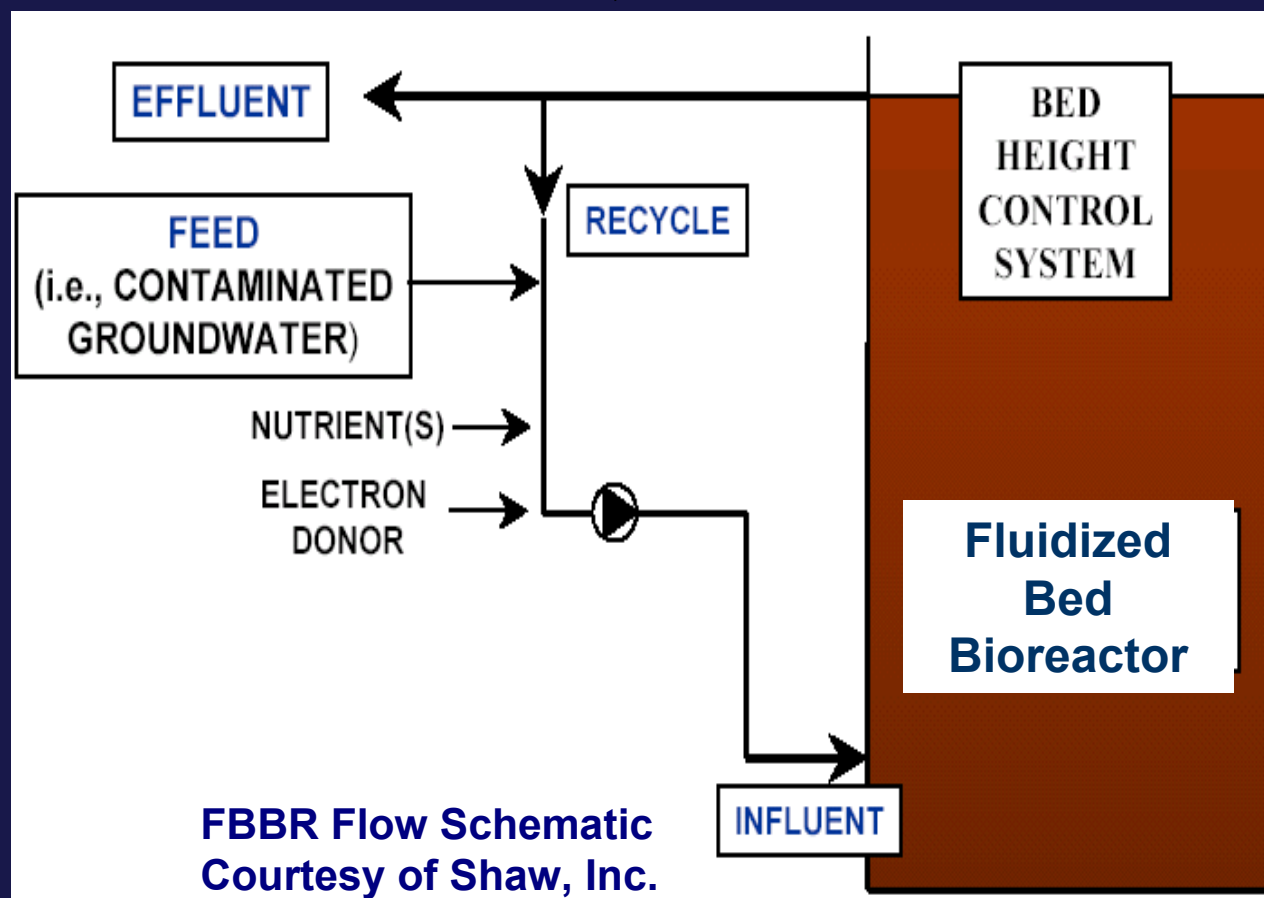 EFFLUENT
BED
HEIGHT
CONTROL
SYSTEM
RECYCLE
FEED
(i.e., CONTAMINATED
GROUNDWATER)
NUTRIENT(S)
ELECTRON
DONOR
Fluidized
Bed
Bioreactor
INFLUENT
FBBR Flow Schematic
Courtesy of Shaw, Inc.